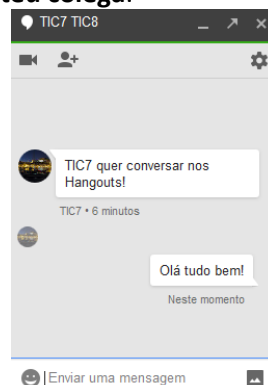 teu colega.
TIC7 TIC8
TIC7 quer conversar nos
Hangouts!
TIC7 • 6 minutos
Olá tudo bem!
Neste momento
Enviar uma mensagem